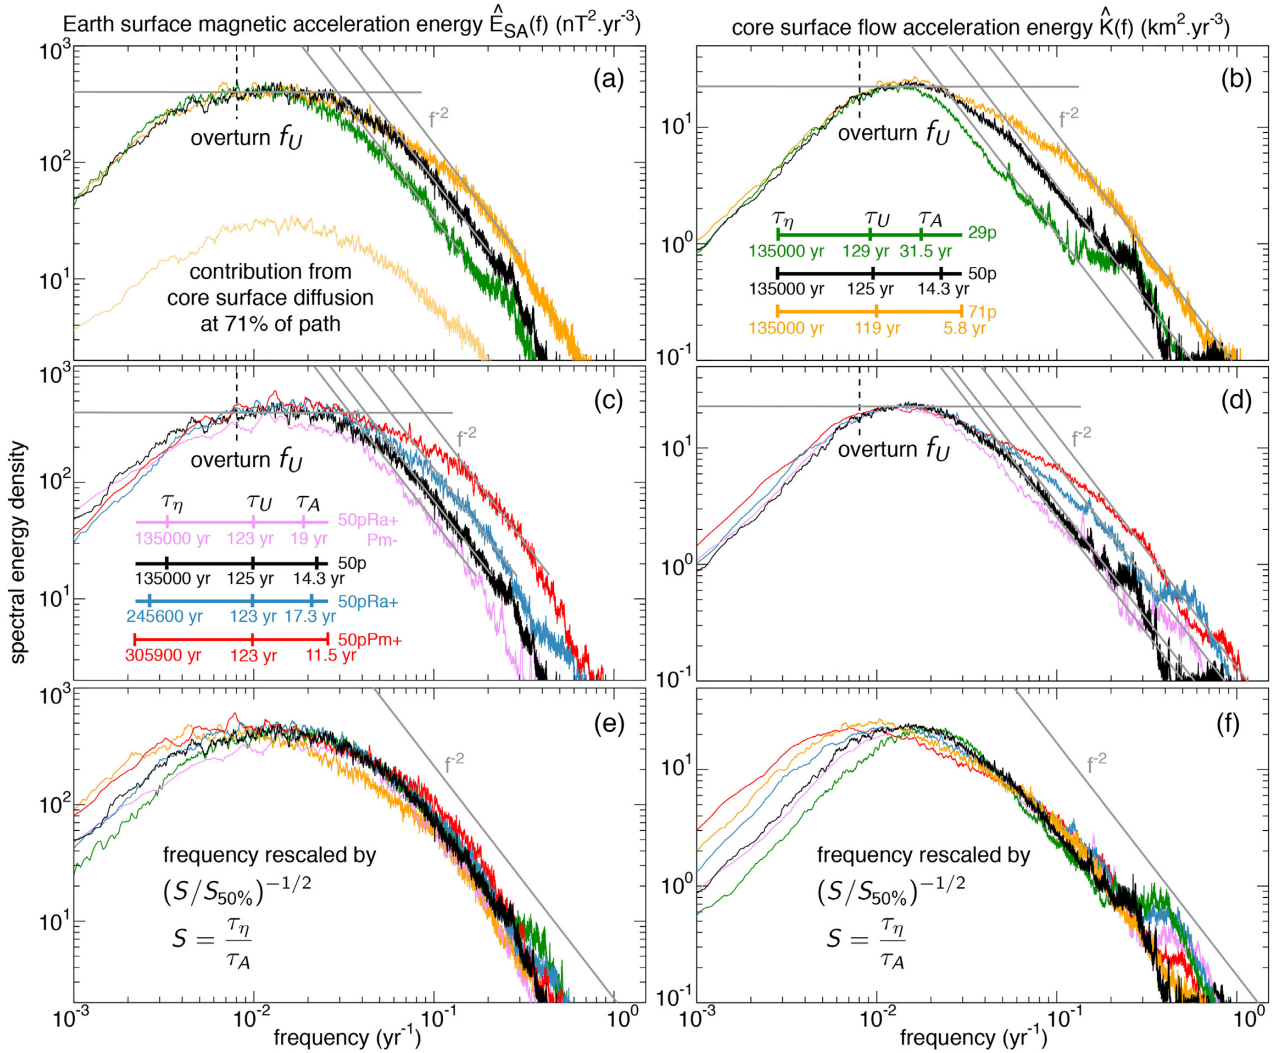 Earth surface magnetic acceleration energy Ê_SA(f) (nT².yr⁻³)
core surface flow acceleration energy K̂(f) (km².yr⁻³)
spectral energy density
10³
10²
10¹
(a)
f⁻²
overturn f_U
contribution from
core surface diffusion
at 71% of path
10¹
10⁰
10⁻¹
(b)
f⁻²
overturn f_U
τ_η τ_U τ_A
29p
135000 yr 129 yr 31.5 yr
50p
135000 yr 125 yr 14.3 yr
71p
135000 yr 119 yr 5.8 yr
10³
10²
10¹
(c)
f⁻²
overturn f_U
τ_η τ_U τ_A
50pRa+
Pm-
135000 yr 123 yr 19 yr
50p
135000 yr 125 yr 14.3 yr
50pRa+
245600 yr 123 yr 17.3 yr
50pPm+
305900 yr 123 yr 11.5 yr
10¹
10⁰
10⁻¹
(d)
f⁻²
overturn f_U
10³
10²
10¹
(e)
f⁻²
frequency rescaled by
(S/S₅₀%)⁻¹/²
S = τ_η/τ_A
10⁻³ 10⁻² 10⁻¹ 10⁰
frequency (yr⁻¹)
10¹
10⁰
10⁻¹
(f)
f⁻²
frequency rescaled by
(S/S₅₀%)⁻¹/²
S = τ_η/τ_A
10⁻³ 10⁻² 10⁻¹ 10⁰
frequency (yr⁻¹)